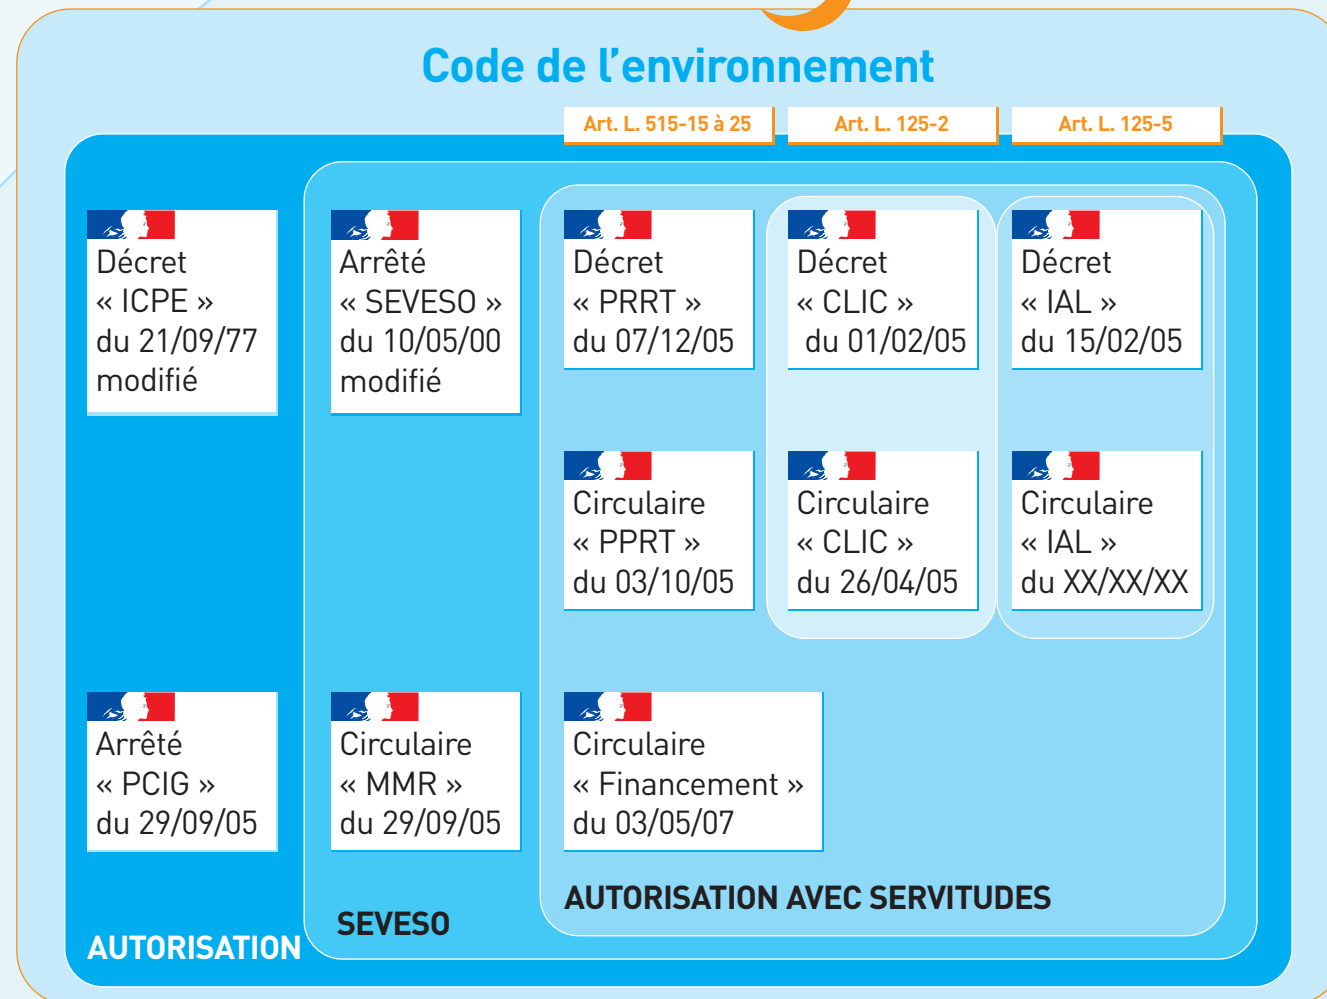 Code de l’environnement
Art. L. 515-15 à 25
Art. L. 125-2
Art. L. 125-5
Décret
« ICPE »
du 21/09/77
modifié
Arrêté
« SEVESO »
du 10/05/00
modifié
Décret
« PRRT »
du 07/12/05
Décret
« CLIC »
du 01/02/05
Décret
« IAL »
du 15/02/05
Circulaire
« PPRT »
du 03/10/05
Circulaire
« CLIC »
du 26/04/05
Circulaire
« IAL »
du XX/XX/XX
Arrêté
« PCIG »
du 29/09/05
Circulaire
« MMR »
du 29/09/05
Circulaire
« Financement »
du 03/05/07
AUTORISATION AVEC SERVITUDES
SEVESO
AUTORISATION